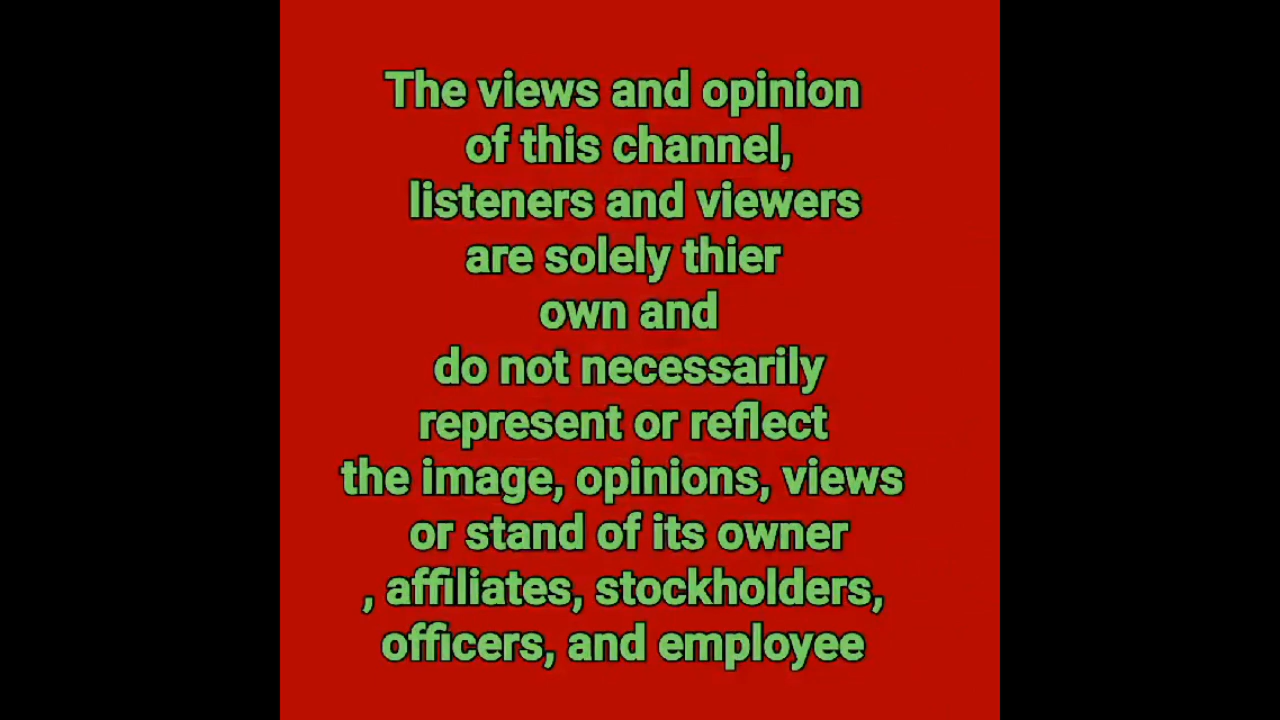 The views and opinion
of this channel,
listeners and viewers
are solely thier
own and
do not necessarily
represent or reflect
the image, opinions, views
or stand of its owner
, affiliates, stockholders,
officers, and employee